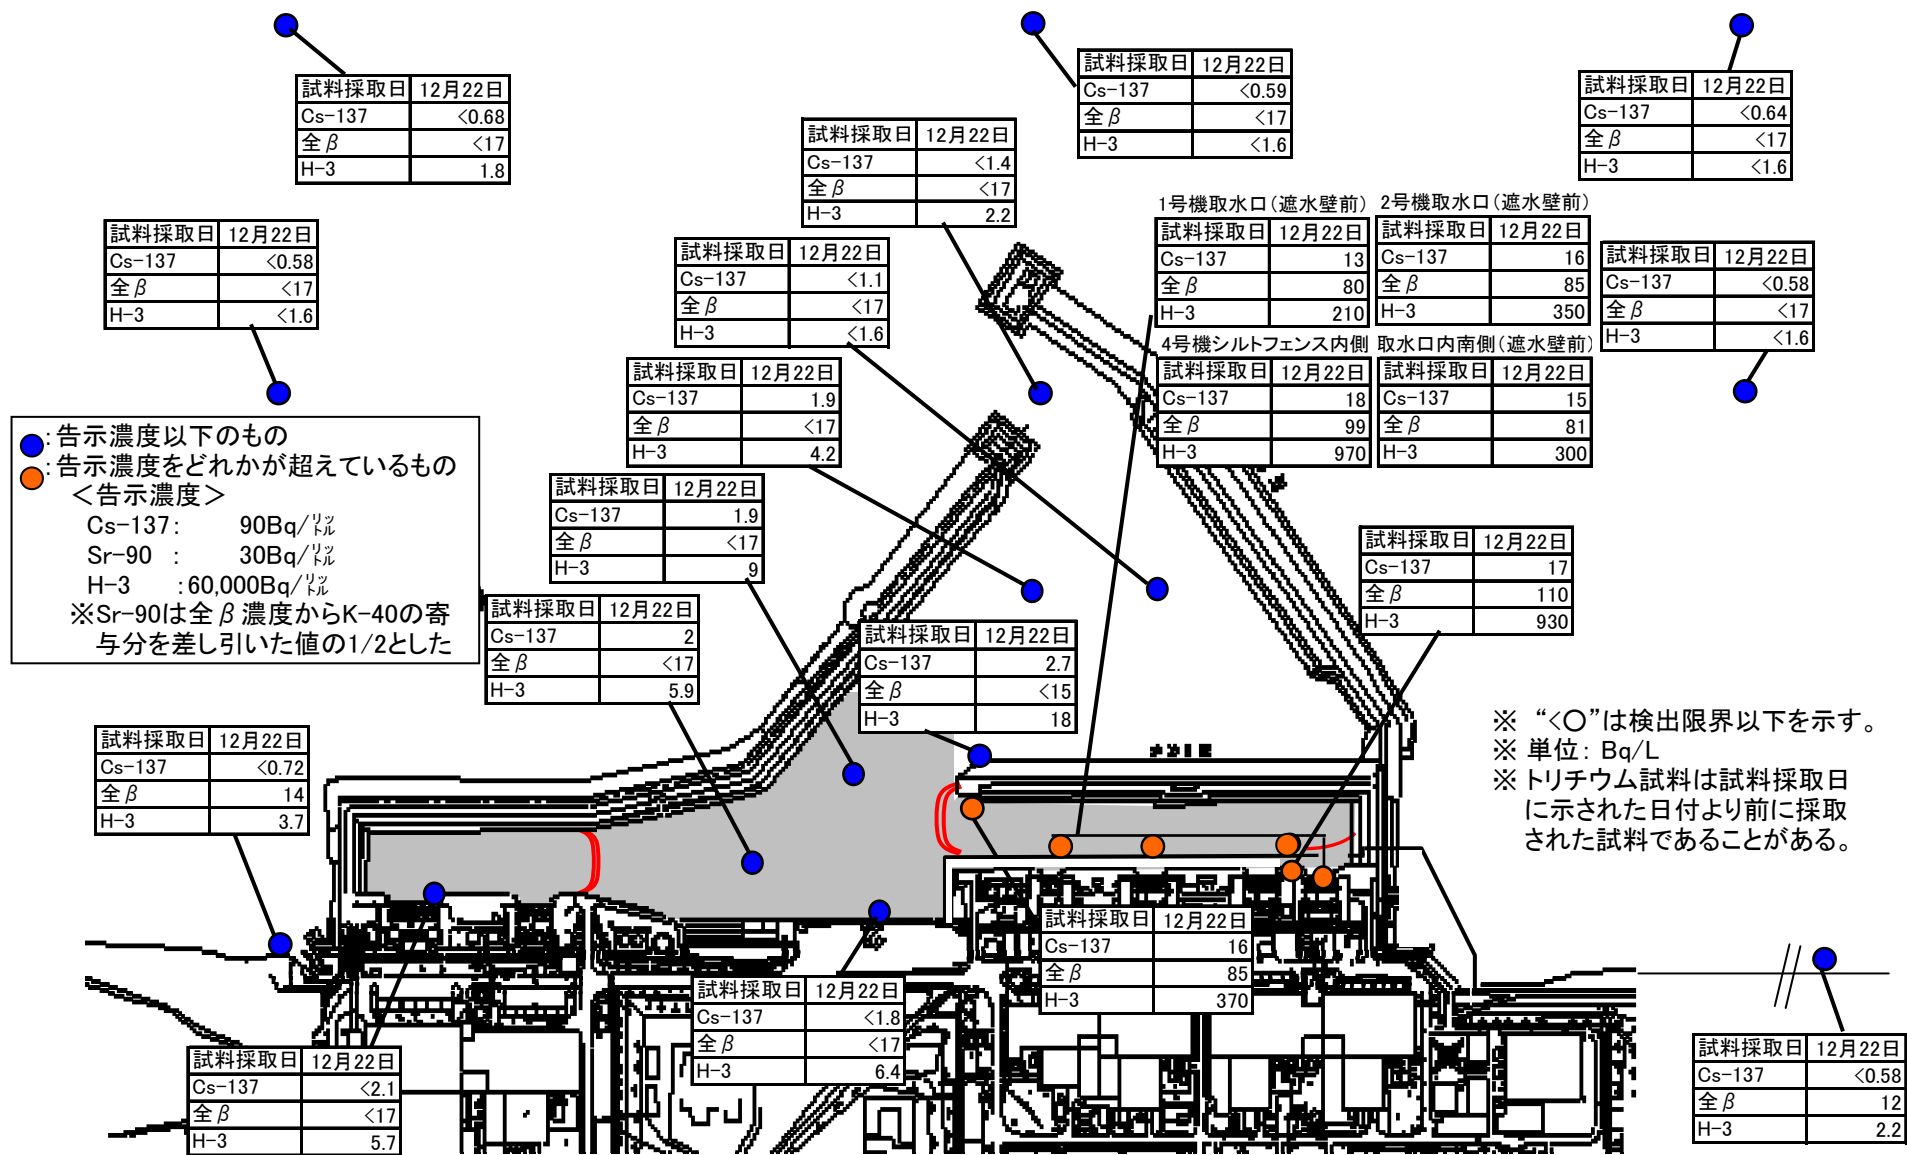 試料採取日 12月22日
Cs-137 <0.68
全β <17
H-3 1.8
試料採取日 12月22日
Cs-137 <0.59
全β <17
H-3 <1.6
試料採取日 12月22日
Cs-137 <0.64
全β <17
H-3 <1.6
試料採取日 12月22日
Cs-137 <1.4
全β <17
H-3 2.2
試料採取日 12月22日
Cs-137 <0.58
全β <17
H-3 <1.6
試料採取日 12月22日
Cs-137 <1.1
全β <17
H-3 <1.6
1号機取水口(遮水壁前)
試料採取日 12月22日
Cs-137 13
全β 80
H-3 210
2号機取水口(遮水壁前)
試料採取日 12月22日
Cs-137 16
全β 85
H-3 350
試料採取日 12月22日
Cs-137 <0.58
全β <17
H-3 <1.6
4号機シルトフェンス内側
試料採取日 12月22日
Cs-137 18
全β 99
H-3 970
取水口内南側(遮水壁前)
試料採取日 12月22日
Cs-137 15
全β 81
H-3 300
試料採取日 12月22日
Cs-137 1.9
全β <17
H-3 4.2
:告示濃度以下のもの
:告示濃度をどれかが超えているもの
<告示濃度>
Cs-137: 90Bq/㍑
Sr-90 : 30Bq/㍑
H-3 :60,000Bq/㍑
※Sr-90は全β濃度からK-40の寄
与分を差し引いた値の1/2とした
試料採取日 12月22日
Cs-137 1.9
全β <17
H-3 9
試料採取日 12月22日
Cs-137 17
全β 110
H-3 930
試料採取日 12月22日
Cs-137 2
全β <17
H-3 5.9
試料採取日 12月22日
Cs-137 2.7
全β <15
H-3 18
試料採取日 12月22日
Cs-137 <0.72
全β 14
H-3 3.7
※ “<○”は検出限界以下を示す。
※ 単位: Bq/L
※ トリチウム試料は試料採取日
に示された日付より前に採取
された試料であることがある。
試料採取日 12月22日
Cs-137 16
全β 85
H-3 370
試料採取日 12月22日
Cs-137 <1.8
全β <17
H-3 6.4
試料採取日 12月22日
Cs-137 <2.1
全β <17
H-3 5.7
試料採取日 12月22日
Cs-137 <0.58
全β 12
H-3 2.2